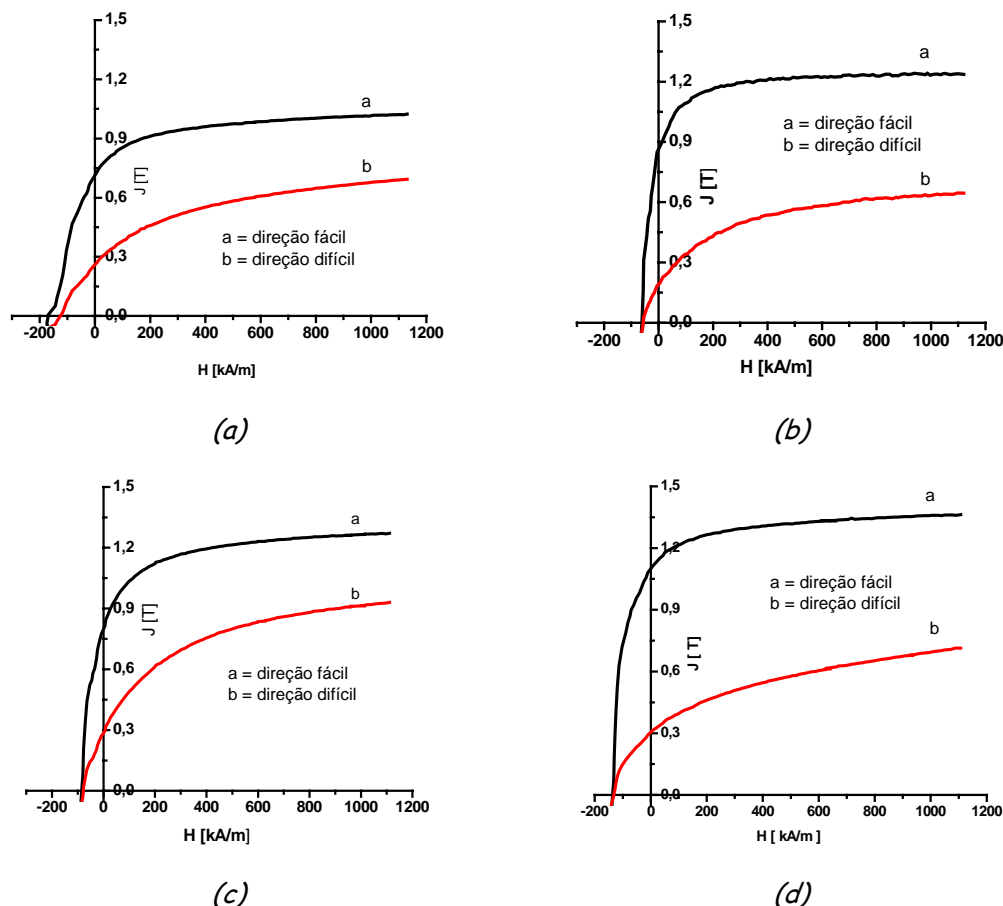 1,5
1,2
0,9
0,6
0,3
0,0
J [T]
a
b
a = direção fácil
b = direção difícil
-200 0 200 400 600 800 1000 1200
H [kA/m]
(a)
1,5
1,2
0,9
0,6
0,3
0,0
J [T]
a
a = direção fácil
b = direção difícil
b
-200 0 200 400 600 800 1000 1200
H [kA/m]
(b)
1,5
1,2
0,9
0,6
0,3
0,0
J [T]
a
b
a = direção fácil
b = direção difícil
-200 0 200 400 600 800 1000 1200
H [kA/m]
(c)
1,5
1,2
0,9
0,6
0,3
0,0
J [T]
a
a = direção fácil
b = direção difícil
b
-200 0 200 400 600 800 1000 1200
H [ kA/m ]
(d)